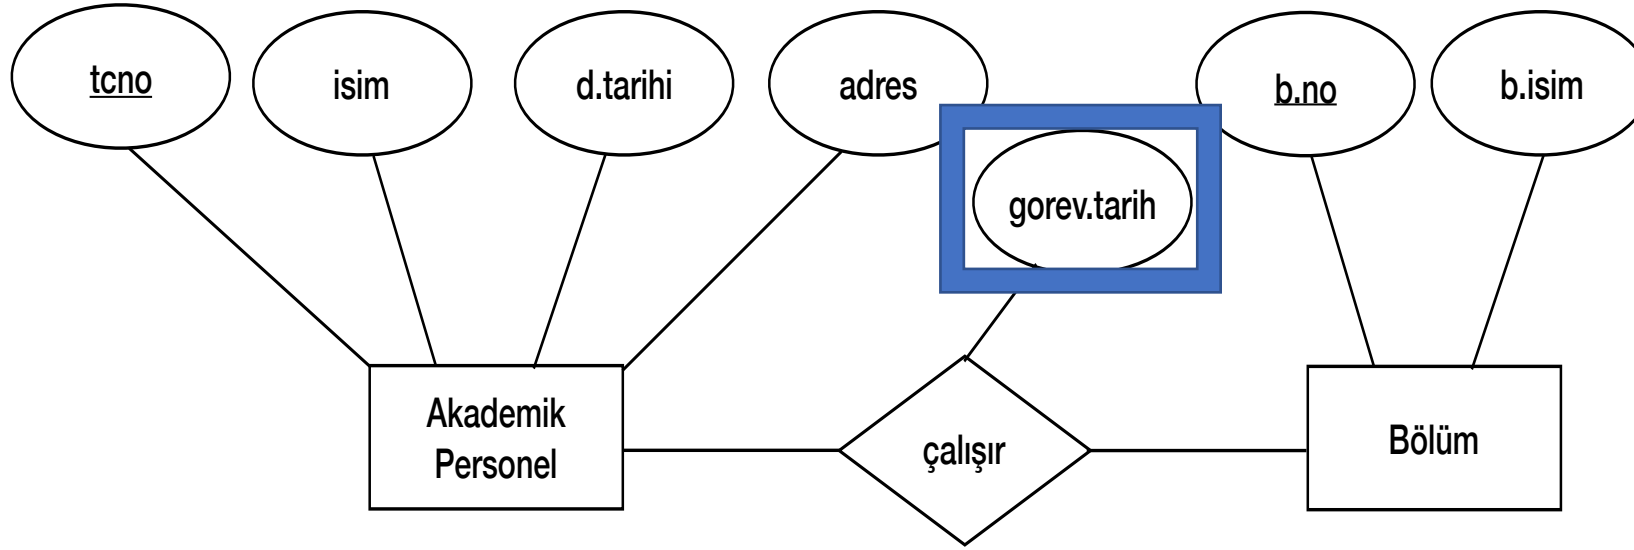 tcno
isim
d.tarihi
adres
b.no
b.isim
gorev.tarih
Akademik
Personel
çalışır
Bölüm